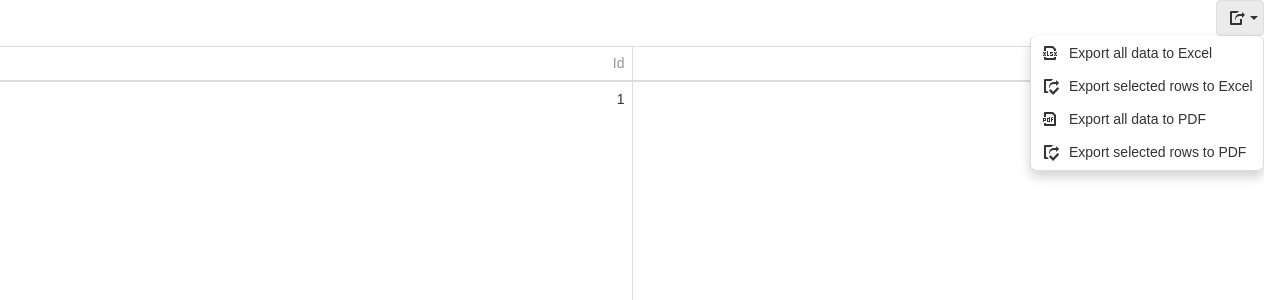 Id
1
Export all data to Excel
Export selected rows to Excel
Export all data to PDF
Export selected rows to PDF